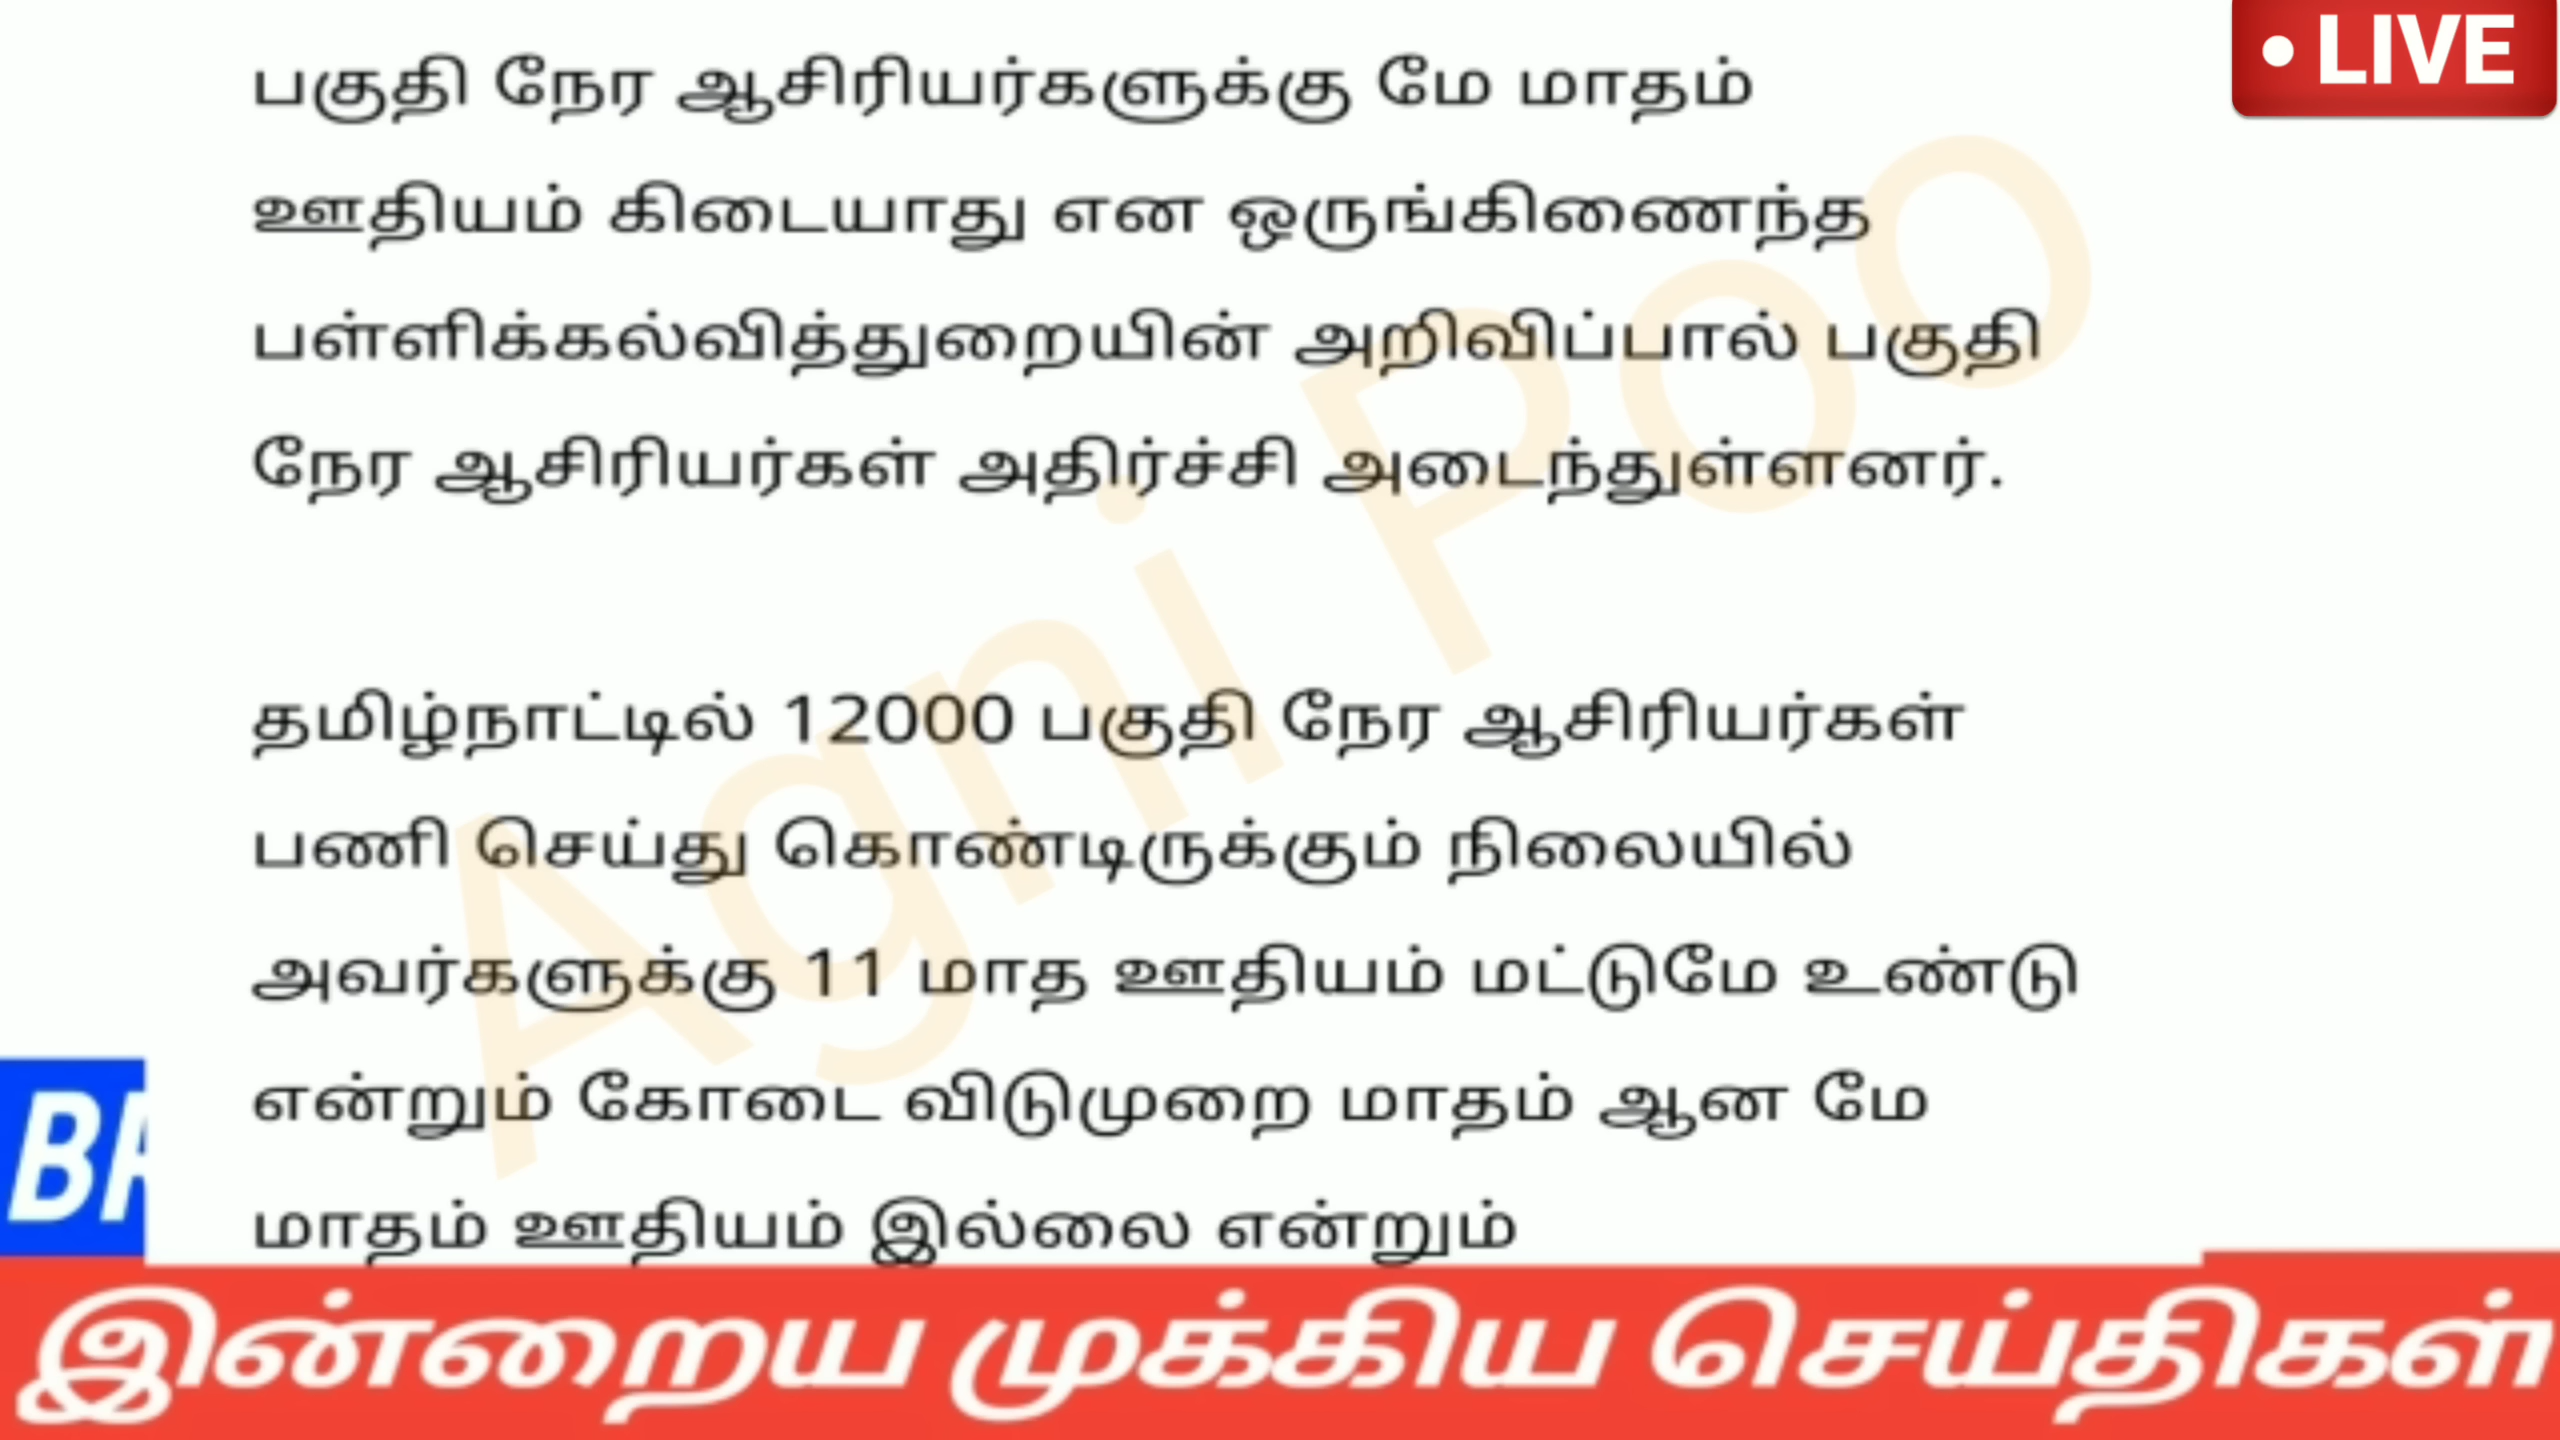 • LIVE
பகுதி நேர ஆசிரியர்களுக்கு மே மாதம்
ஊதியம் கிடையாது என ஒருங்கிணைந்த
பள்ளிக்கல்வித்துறையின் அறிவிப்பால் பகுதி
நேர ஆசிரியர்கள் அதிர்ச்சி அடைந்துள்ளனர்.
தமிழ்நாட்டில் 12000 பகுதி நேர ஆசிரியர்கள்
பணி செய்து கொண்டிருக்கும் நிலையில்
அவர்களுக்கு 11 மாத ஊதியம் மட்டுமே உண்டு
என்றும் கோடை விடுமுறை மாதம் ஆன மே
மாதம் ஊதியம் இல்லை என்றும்
Agni Poo
இன்றைய முக்கிய செய்திகள்